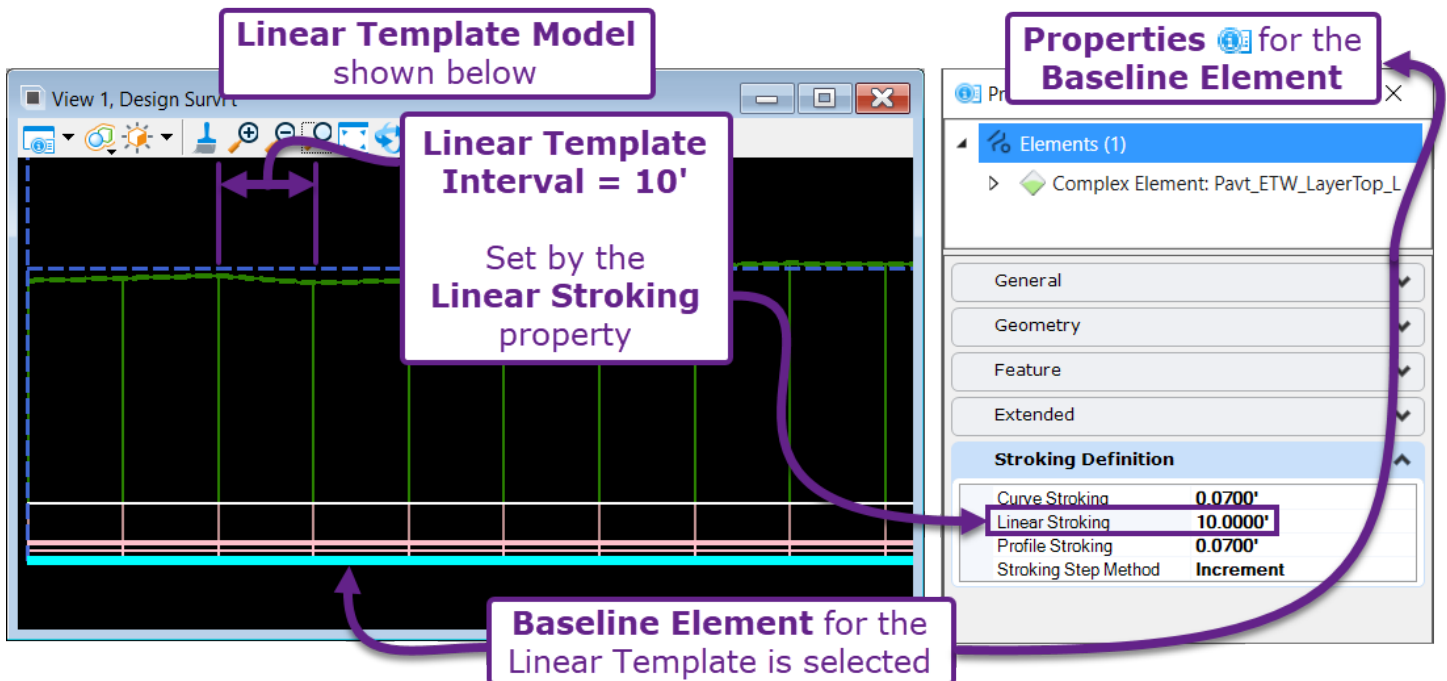 Linear Template Model
shown below
Properties for the
Baseline Element
View 1, Design
Linear Template
Interval = 10'
Set by the
Linear Stroking
property
Elements (1)
Complex Element: Pavt_ETW_LayerTop_L
General
Geometry
Feature
Extended
Stroking Definition
Curve Stroking 0.0700'
Linear Stroking 10.0000'
Profile Stroking 0.0700'
Stroking Step Method Increment
Baseline Element for the
Linear Template is selected